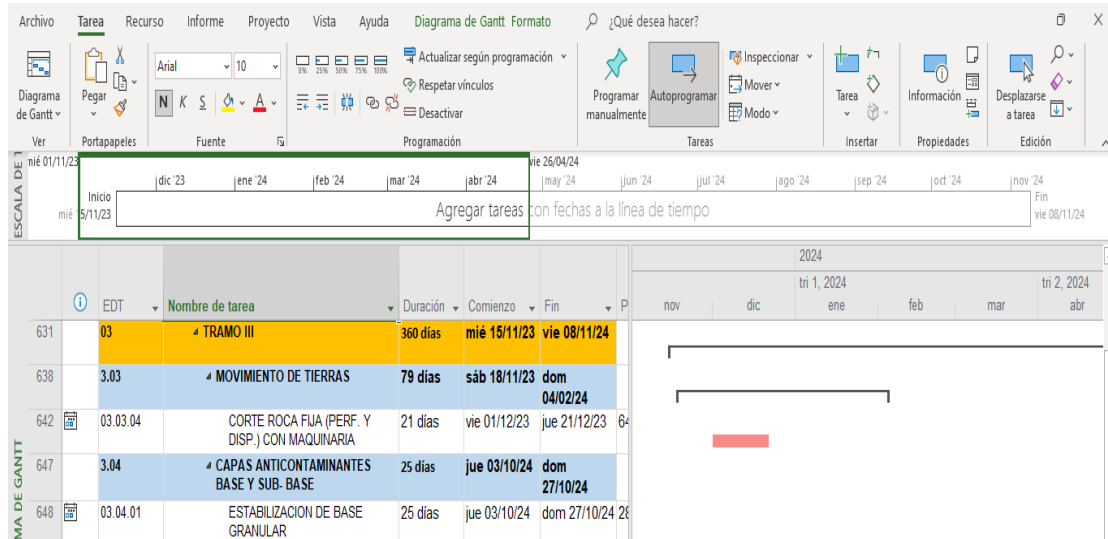 Archivo Tarea Recurso Informe Proyecto Vista Ayuda Diagrama de Gantt Formato ¿Qué desea hacer?
Diagrama de Gantt
Ver
Pegar
Portapapeles
Arial 10
N K S A
Fuente
0% 25% 50% 75% 100%
Actualizar según programación
Respetar vínculos
Desactivar
Programación
Programar manualmente
Autoprogramar
Inspeccionar
Mover
Modo
Tareas
Tarea
Insertar
Información
Propiedades
Desplazarse a tarea
Edición
ESCALA DE T
mié 01/11/23 vie 26/04/24
dic '23 ene '24 feb '24 mar '24 abr '24 may '24 jun '24 jul '24 ago '24 sep '24 oct '24 nov '24
Inicio
mié 15/11/23
Agregar tareas con fechas a la línea de tiempo
Fin
vie 08/11/24
MA DE GANTT
EDT Nombre de tarea Duración Comienzo Fin P
2024
tri 1, 2024 tri 2, 2024
nov dic ene feb mar abr
631 03 TRAMO III 360 días mié 15/11/23 vie 08/11/24
638 3.03 MOVIMIENTO DE TIERRAS 79 días sáb 18/11/23 dom
04/02/24
642 03.03.04 CORTE ROCA FIJA (PERF. Y 21 días vie 01/12/23 jue 21/12/23 64
DISP.) CON MAQUINARIA
647 3.04 CAPAS ANTICONTAMINANTES 25 días jue 03/10/24 dom
BASE Y SUB- BASE 27/10/24
648 03.04.01 ESTABILIZACION DE BASE 25 días jue 03/10/24 dom 27/10/24 28
GRANULAR